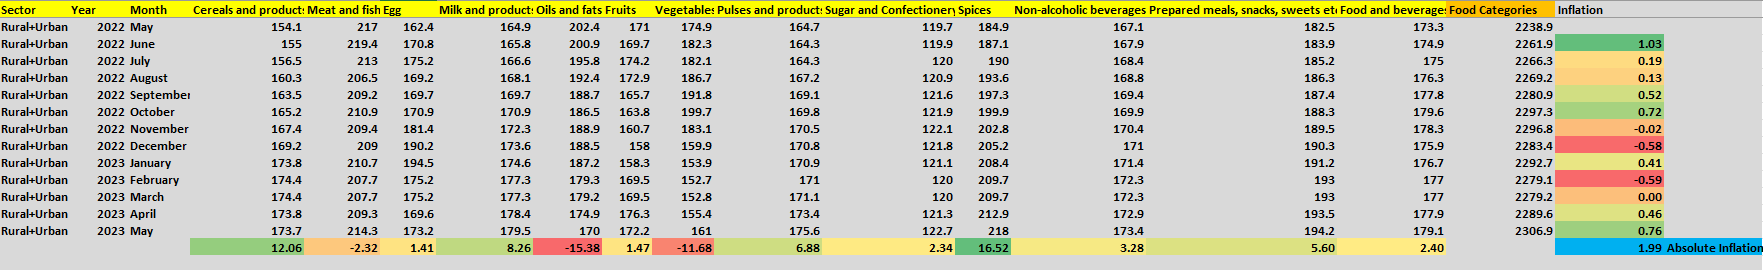 Sector Year Month Cereals and product: Meat and fish Egg Milk and product: Oils and fats Fruits Vegetables Pulses and product: Sugar and Confectionery Spices Non-alcoholic beverages Prepared meals, snacks, sweets etc Food and beverages Food Categories Inflation
Rural+Urban 2022 May 154.1 217 162.4 164.9 202.4 171 174.9 164.7 119.7 184.9 167.1 182.5 173.3 2238.9
Rural+Urban 2022 June 155 219.4 170.8 165.8 200.9 169.7 182.3 164.3 119.9 187.1 167.9 183.9 174.9 2261.9 1.03
Rural+Urban 2022 July 156.5 213 175.2 166.6 195.8 174.2 182.1 164.3 120 190 168.4 185.2 175 2266.3 0.19
Rural+Urban 2022 August 160.3 206.5 169.2 168.1 192.4 172.9 186.7 167.2 120.9 193.6 168.8 186.3 176.3 2269.2 0.13
Rural+Urban 2022 September 163.5 209.2 169.7 169.7 188.7 165.7 191.8 169.1 121.6 197.3 169.4 187.4 177.8 2280.9 0.52
Rural+Urban 2022 October 165.2 210.9 170.9 170.9 186.5 163.8 199.7 169.8 121.9 199.9 169.9 188.3 179.6 2297.3 0.72
Rural+Urban 2022 November 167.4 209.4 181.4 172.3 188.9 160.7 183.1 170.5 122.1 202.8 170.4 189.5 178.3 2296.8 -0.02
Rural+Urban 2022 December 169.2 209 190.2 173.6 188.5 158 159.9 170.8 121.8 205.2 171 190.3 175.9 2283.4 -0.58
Rural+Urban 2023 January 173.8 210.7 194.5 174.6 187.2 158.3 153.9 170.9 121.1 208.4 171.4 191.2 176.7 2292.7 0.41
Rural+Urban 2023 February 174.4 207.7 175.2 177.3 179.3 169.5 152.7 171 120 209.7 172.3 193 177 2279.1 -0.59
Rural+Urban 2023 March 174.4 207.7 175.2 177.3 179.2 169.5 152.8 171.1 120 209.7 172.3 193 177 2279.2 0.00
Rural+Urban 2023 April 173.8 209.3 169.6 178.4 174.9 176.3 155.4 173.4 121.3 212.9 172.9 193.5 177.9 2289.6 0.46
Rural+Urban 2023 May 173.7 214.3 173.2 179.5 170 172.2 161 175.6 122.7 218 173.4 194.2 179.1 2306.9 0.76
12.06 -2.32 1.41 8.26 -15.38 1.47 -11.68 6.88 2.34 16.52 3.28 5.60 2.40 1.99 Absolute Inflation